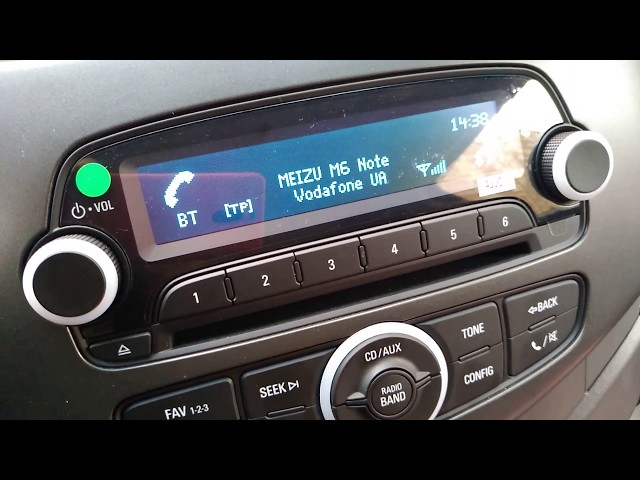 14:38
MEIZU M6 Note
Vodafone UA
BT
[TP]
VOL
1 2 3 4 5 6
CD/AUX
TONE
BACK
SEEK
RADIO
BAND
CONFIG
FAV 1-2-3